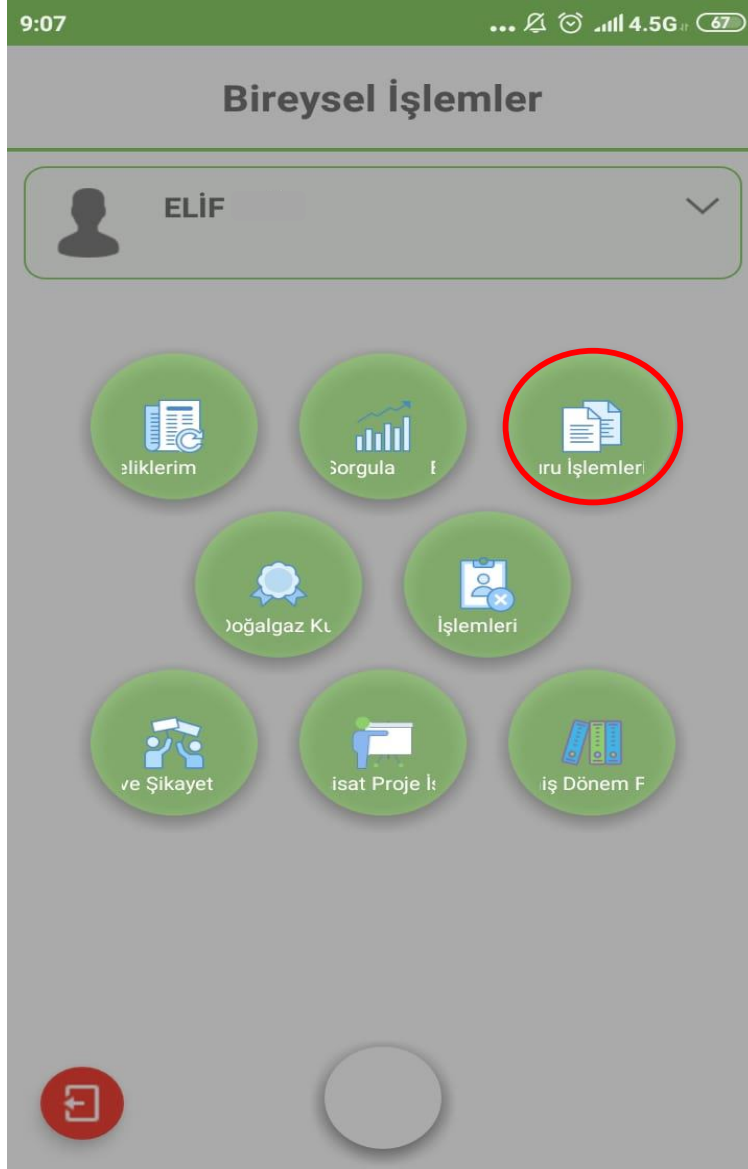 9:07 ... 4.5G 67
Bireysel İşlemler
ELİF
eliklerim
Sorgula
ıru İşlemleri
Doğalgaz Ku
İşlemleri
ve Şikayet
isat Proje İş
iş Dönem F